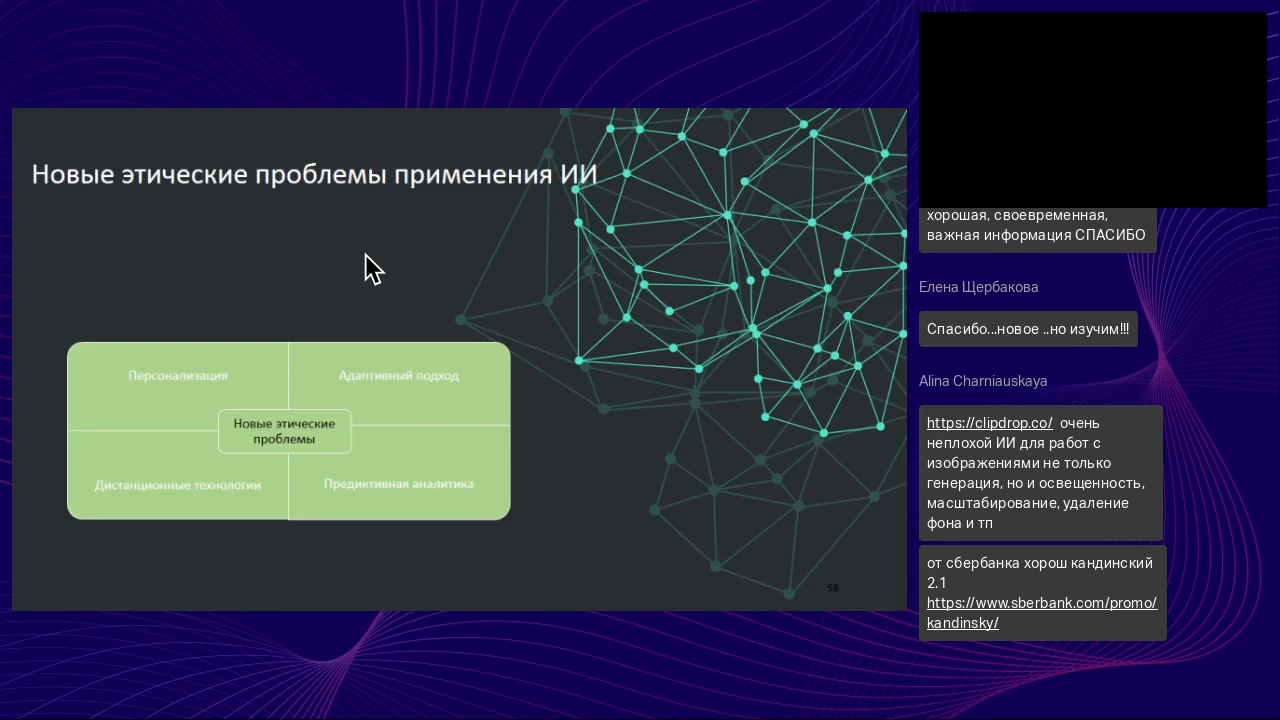 Новые этические проблемы применения ИИ
Персонализация
Адаптивный подход
Новые этические
проблемы
Дистанционные технологии
Предиктивная аналитика
58
хорошая, своевременная,
важная информация СПАСИБО
Елена Щербакова
Спасибо...новое ..но изучим!!!
Alina Charniauskaya
https://clipdrop.co/ очень
неплохой ИИ для работ с
изображениями не только
генерация, но и освещенность,
масштабирование, удаление
фона и тп
от сбербанка хорош кандинский
2.1
https://www.sberbank.com/promo/
kandinsky/